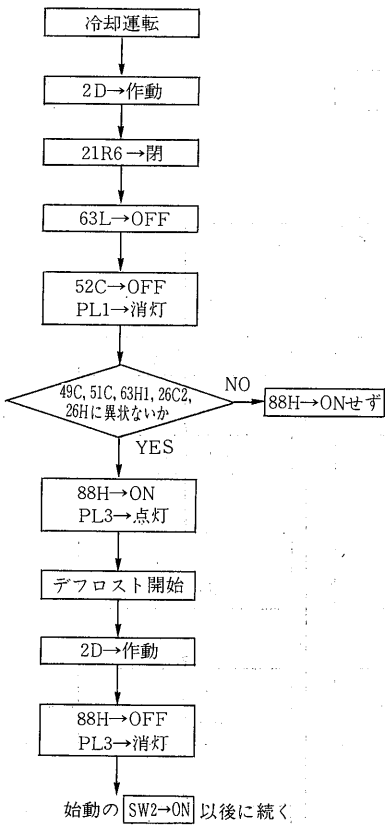 冷却運転
2D→作動
21R6→閉
63L→OFF
52C→OFF
PL1→消灯
49C, 51C, 63H1, 26C2,
26Hに異状ないか
NO
88H→ONせず
YES
88H→ON
PL3→点灯
デフロスト開始
2D→作動
88H→OFF
PL3→消灯
始動の SW2→ON 以後に続く